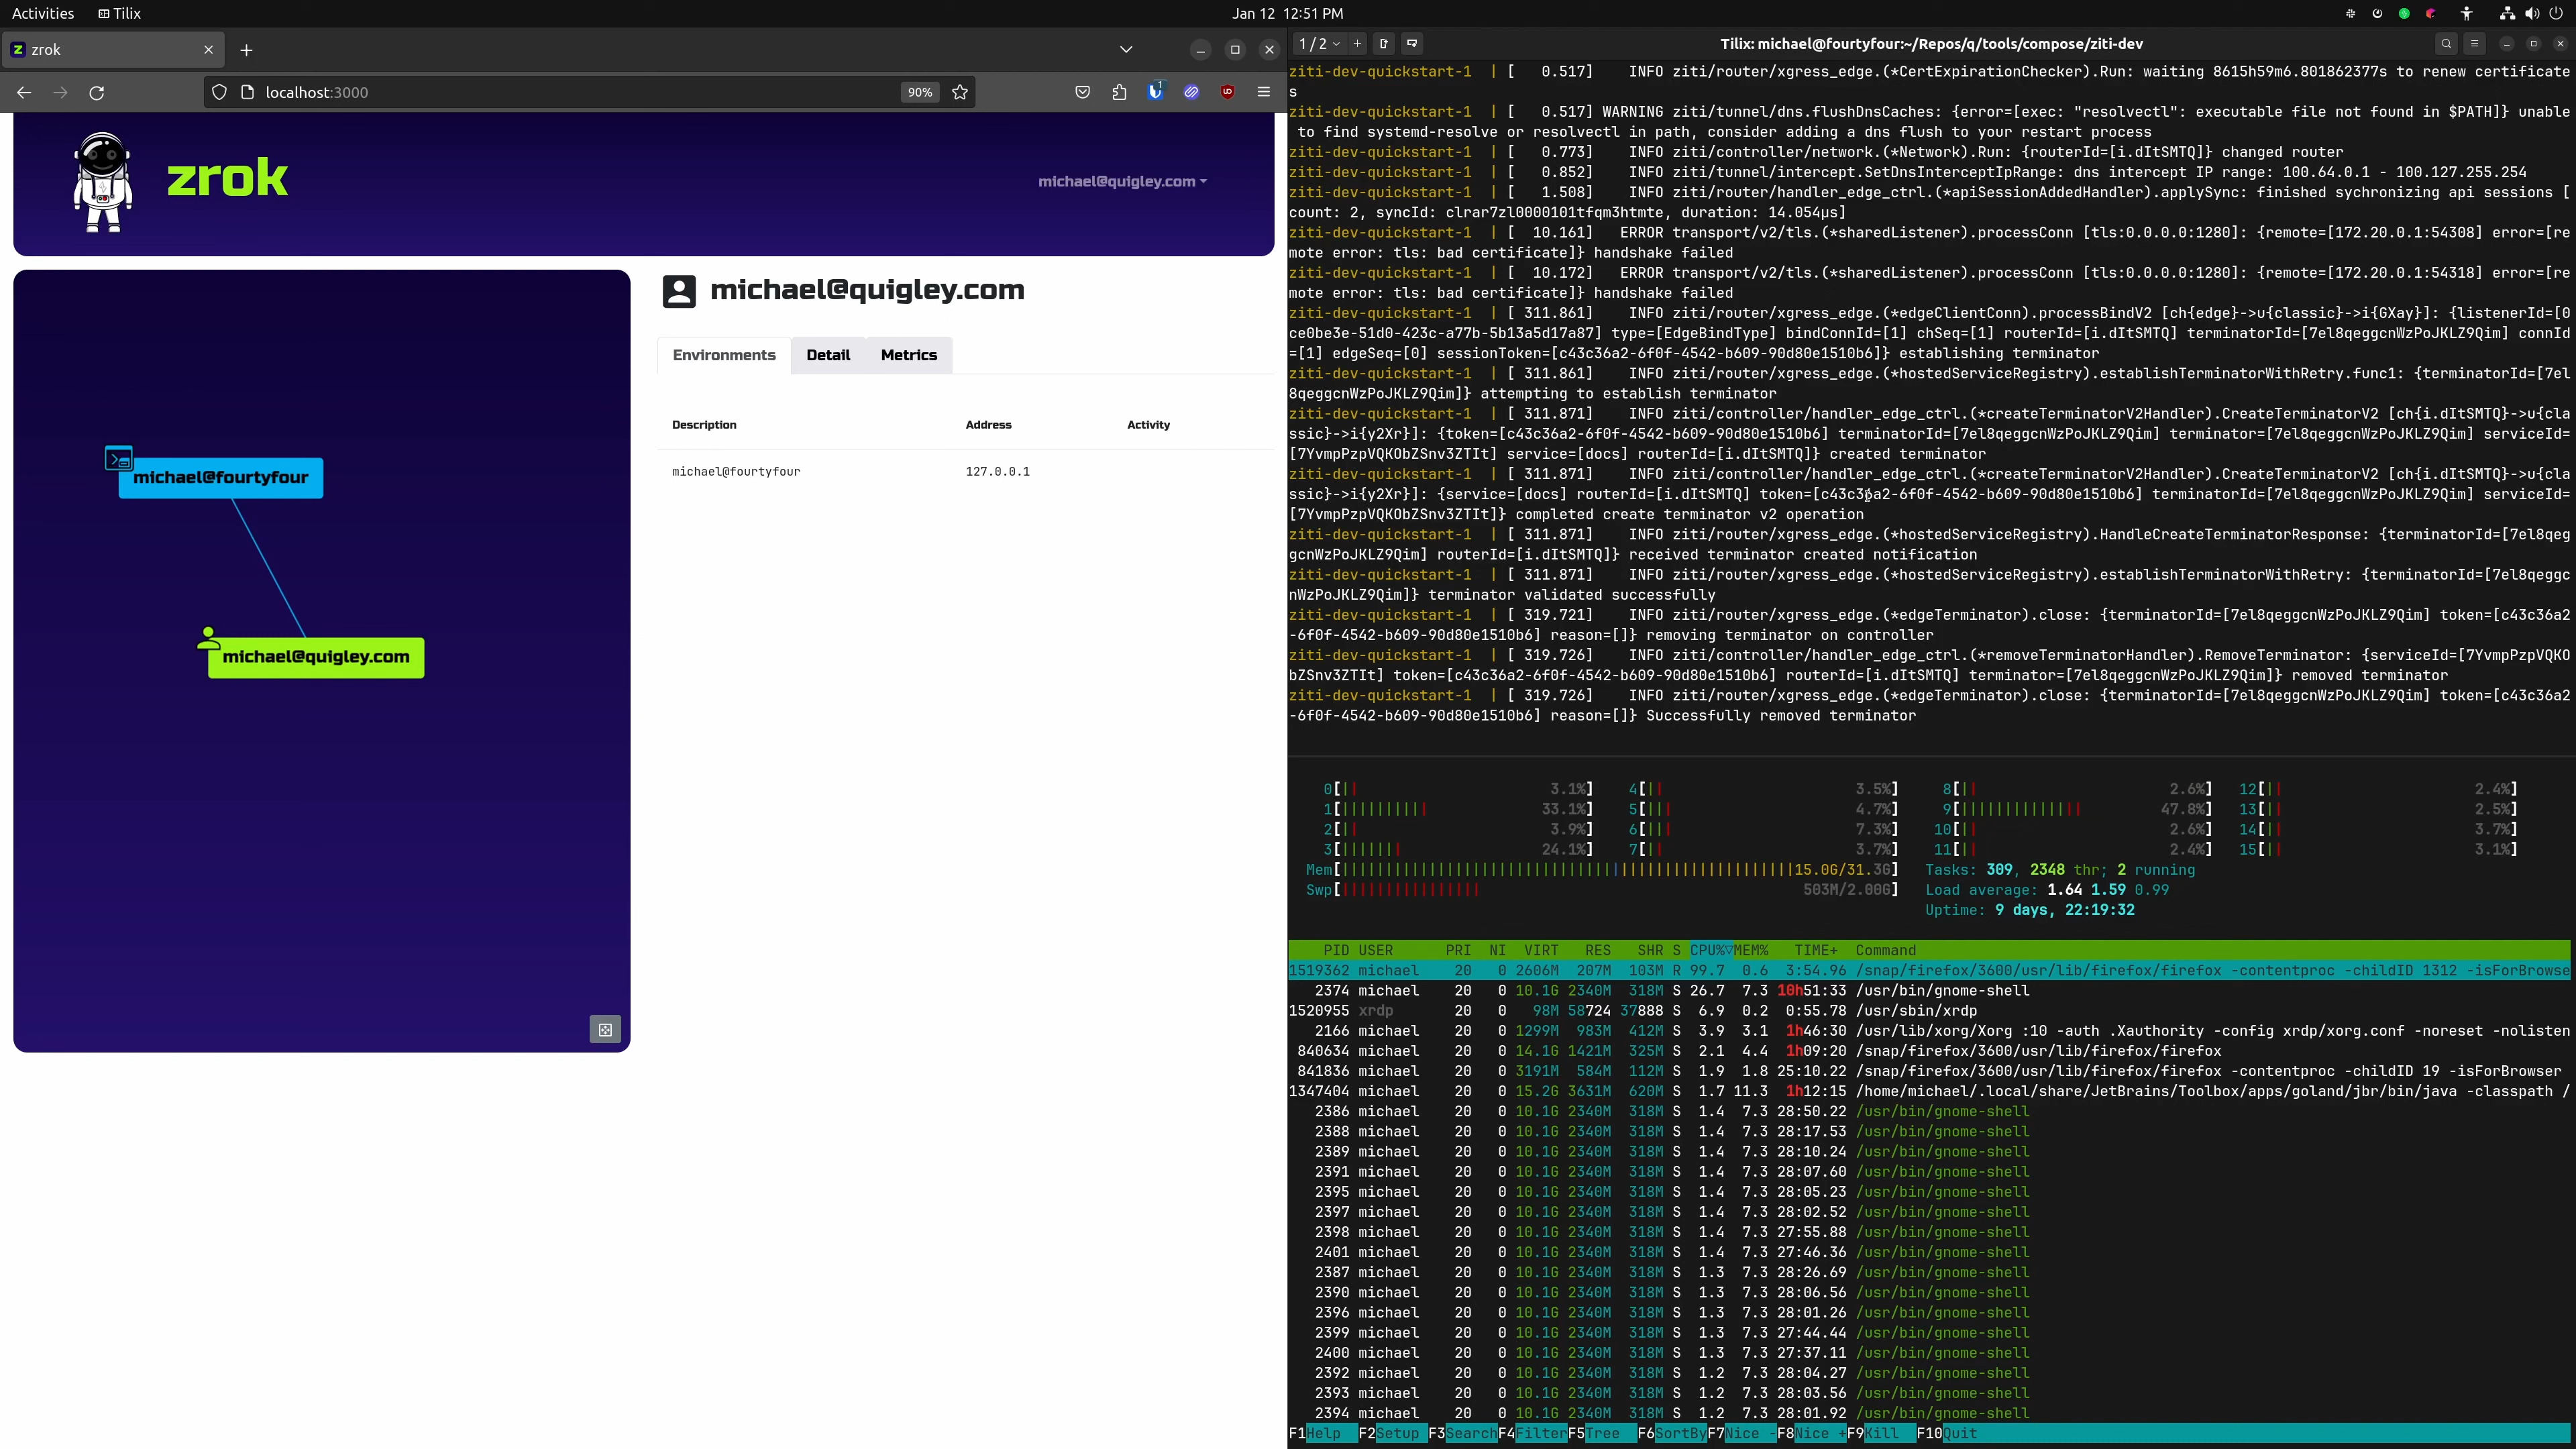 Activities Tilix Jan 12 12:51 PM
zrok
localhost:3000 90%
zrok
michael@quigley.com
michael@fourtyfour
michael@quigley.com
michael@quigley.com
Environments Detail Metrics
Description Address Activity
michael@fourtyfour 127.0.0.1
1 / 2 Tilix: michael@fourtyfour:~/Repos/q/tools/compose/ziti-dev
ziti-dev-quickstart-1 | [ 0.517] INFO ziti/router/xgress_edge.(*CertExpirationChecker).Run: waiting 8615h59m6.801862377s to renew certificate
s
ziti-dev-quickstart-1 | [ 0.517] WARNING ziti/tunnel/dns.flushDnsCaches: {error=[exec: "resolvectl": executable file not found in $PATH]} unable
to find systemd-resolve or resolvectl in path, consider adding a dns flush to your restart process
ziti-dev-quickstart-1 | [ 0.773] INFO ziti/controller/network.(*Network).Run: {routerId=[i.dItSMTQ]} changed router
ziti-dev-quickstart-1 | [ 0.852] INFO ziti/tunnel/intercept.SetDnsInterceptIpRange: dns intercept IP range: 100.64.0.1 - 100.127.255.254
ziti-dev-quickstart-1 | [ 1.508] INFO ziti/router/handler_edge_ctrl.(*apiSessionAddedHandler).applySync: finished sychronizing api sessions [
count: 2, syncId: clrar7zl0000101tfqm3htmte, duration: 14.054µs]
ziti-dev-quickstart-1 | [ 10.161] ERROR transport/v2/tls.(*sharedListener).processConn [tls:0.0.0.0:1280]: {remote=[172.20.0.1:54308] error=[re
mote error: tls: bad certificate]} handshake failed
ziti-dev-quickstart-1 | [ 10.172] ERROR transport/v2/tls.(*sharedListener).processConn [tls:0.0.0.0:1280]: {remote=[172.20.0.1:54318] error=[re
mote error: tls: bad certificate]} handshake failed
ziti-dev-quickstart-1 | [ 311.861] INFO ziti/router/xgress_edge.(*edgeClientConn).processBindV2 [ch{edge}->u{classic}->i{GXay}]: {listenerId=[0
ce0be3e-51d0-423c-a77b-5b13a5d17a87] type=[EdgeBindType] bindConnId=[1] chSeq=[1] routerId=[i.dItSMTQ] terminatorId=[7el8qeggcnWzPoJKLZ9Qim] connId
=[1] edgeSeq=[0] sessionToken=[c43c36a2-6f0f-4542-b609-90d80e1510b6]} establishing terminator
ziti-dev-quickstart-1 | [ 311.861] INFO ziti/router/xgress_edge.(*hostedServiceRegistry).establishTerminatorWithRetry.func1: {terminatorId=[7el
8qeggcnWzPoJKLZ9Qim]} attempting to establish terminator
ziti-dev-quickstart-1 | [ 311.871] INFO ziti/controller/handler_edge_ctrl.(*createTerminatorV2Handler).CreateTerminatorV2 [ch{i.dItSMTQ}->u{cla
ssic}->i{y2Xr}]: {token=[c43c36a2-6f0f-4542-b609-90d80e1510b6] terminatorId=[7el8qeggcnWzPoJKLZ9Qim] terminator=[7el8qeggcnWzPoJKLZ9Qim] serviceId=
[7YvmpPzpVQKObZSnv3ZTIt] service=[docs] routerId=[i.dItSMTQ]} created terminator
ziti-dev-quickstart-1 | [ 311.871] INFO ziti/controller/handler_edge_ctrl.(*createTerminatorV2Handler).CreateTerminatorV2 [ch{i.dItSMTQ}->u{cla
ssic}->i{y2Xr}]: {service=[docs] routerId=[i.dItSMTQ] token=[c43c36a2-6f0f-4542-b609-90d80e1510b6] terminatorId=[7el8qeggcnWzPoJKLZ9Qim] serviceId=
[7YvmpPzpVQKObZSnv3ZTIt]} completed create terminator v2 operation
ziti-dev-quickstart-1 | [ 311.871] INFO ziti/router/xgress_edge.(*hostedServiceRegistry).HandleCreateTerminatorResponse: {terminatorId=[7el8qeg
gcnWzPoJKLZ9Qim] routerId=[i.dItSMTQ]} received terminator created notification
ziti-dev-quickstart-1 | [ 311.871] INFO ziti/router/xgress_edge.(*hostedServiceRegistry).establishTerminatorWithRetry: {terminatorId=[7el8qeggc
nWzPoJKLZ9Qim]} terminator validated successfully
ziti-dev-quickstart-1 | [ 319.721] INFO ziti/router/xgress_edge.(*edgeTerminator).close: {terminatorId=[7el8qeggcnWzPoJKLZ9Qim] token=[c43c36a2
-6f0f-4542-b609-90d80e1510b6] reason=[]} removing terminator on controller
ziti-dev-quickstart-1 | [ 319.726] INFO ziti/controller/handler_edge_ctrl.(*removeTerminatorHandler).RemoveTerminator: {serviceId=[7YvmpPzpVQKO
bZSnv3ZTIt] token=[c43c36a2-6f0f-4542-b609-90d80e1510b6] routerId=[i.dItSMTQ] terminator=[7el8qeggcnWzPoJKLZ9Qim]} removed terminator
ziti-dev-quickstart-1 | [ 319.726] INFO ziti/router/xgress_edge.(*edgeTerminator).close: {terminatorId=[7el8qeggcnWzPoJKLZ9Qim] token=[c43c36a2
-6f0f-4542-b609-90d80e1510b6] reason=[]} Successfully removed terminator
0[|| 3.1%] 4[|| 3.5%] 8[|| 2.6%] 12[|| 2.4%]
1[|||||||||| 33.1%] 5[||| 4.7%] 9[|||||||||||||| 47.8%] 13[|| 2.5%]
2[|| 3.9%] 6[||| 7.3%] 10[|| 2.6%] 14[|| 3.7%]
3[||||||| 24.1%] 7[|| 3.7%] 11[|| 2.4%] 15[|| 3.1%]
Mem[||||||||||||||||||||||||||||||||||||||||||||||||||||15.0G/31.3G] Tasks: 309, 2348 thr; 2 running
Swp[|||||||||||||||| 503M/2.00G] Load average: 1.64 1.59 0.99
Uptime: 9 days, 22:19:32
PID USER PRI NI VIRT RES SHR S CPU%▽MEM% TIME+ Command
1519362 michael 20 0 2606M 207M 103M R 99.7 0.6 3:54.96 /snap/firefox/3600/usr/lib/firefox/firefox -contentproc -childID 1312 -isForBrowse
2374 michael 20 0 10.1G 2340M 318M S 26.7 7.3 10h51:33 /usr/bin/gnome-shell
1520955 xrdp 20 0 98M 58724 37888 S 6.9 0.2 0:55.78 /usr/sbin/xrdp
2166 michael 20 0 1299M 983M 412M S 3.9 3.1 1h46:30 /usr/lib/xorg/Xorg :10 -auth .Xauthority -config xrdp/xorg.conf -noreset -nolisten
840634 michael 20 0 14.1G 1421M 325M S 2.1 4.4 1h09:20 /snap/firefox/3600/usr/lib/firefox/firefox
841836 michael 20 0 3191M 584M 112M S 1.9 1.8 25:10.22 /snap/firefox/3600/usr/lib/firefox/firefox -contentproc -childID 19 -isForBrowser
1347404 michael 20 0 15.2G 3631M 620M S 1.7 11.3 1h12:15 /home/michael/.local/share/JetBrains/Toolbox/apps/goland/jbr/bin/java -classpath /
2386 michael 20 0 10.1G 2340M 318M S 1.4 7.3 28:50.22 /usr/bin/gnome-shell
2388 michael 20 0 10.1G 2340M 318M S 1.4 7.3 28:17.53 /usr/bin/gnome-shell
2389 michael 20 0 10.1G 2340M 318M S 1.4 7.3 28:10.24 /usr/bin/gnome-shell
2391 michael 20 0 10.1G 2340M 318M S 1.4 7.3 28:07.60 /usr/bin/gnome-shell
2395 michael 20 0 10.1G 2340M 318M S 1.4 7.3 28:05.23 /usr/bin/gnome-shell
2397 michael 20 0 10.1G 2340M 318M S 1.4 7.3 28:02.52 /usr/bin/gnome-shell
2398 michael 20 0 10.1G 2340M 318M S 1.4 7.3 27:55.88 /usr/bin/gnome-shell
2401 michael 20 0 10.1G 2340M 318M S 1.4 7.3 27:46.36 /usr/bin/gnome-shell
2387 michael 20 0 10.1G 2340M 318M S 1.3 7.3 28:26.69 /usr/bin/gnome-shell
2390 michael 20 0 10.1G 2340M 318M S 1.3 7.3 28:06.56 /usr/bin/gnome-shell
2396 michael 20 0 10.1G 2340M 318M S 1.3 7.3 28:01.26 /usr/bin/gnome-shell
2399 michael 20 0 10.1G 2340M 318M S 1.3 7.3 27:44.44 /usr/bin/gnome-shell
2400 michael 20 0 10.1G 2340M 318M S 1.3 7.3 27:37.11 /usr/bin/gnome-shell
2392 michael 20 0 10.1G 2340M 318M S 1.2 7.3 28:04.27 /usr/bin/gnome-shell
2393 michael 20 0 10.1G 2340M 318M S 1.2 7.3 28:03.56 /usr/bin/gnome-shell
2394 michael 20 0 10.1G 2340M 318M S 1.2 7.3 28:01.92 /usr/bin/gnome-shell
F1Help F2Setup F3SearchF4FilterF5Tree F6SortByF7Nice -F8Nice +F9Kill F10Quit